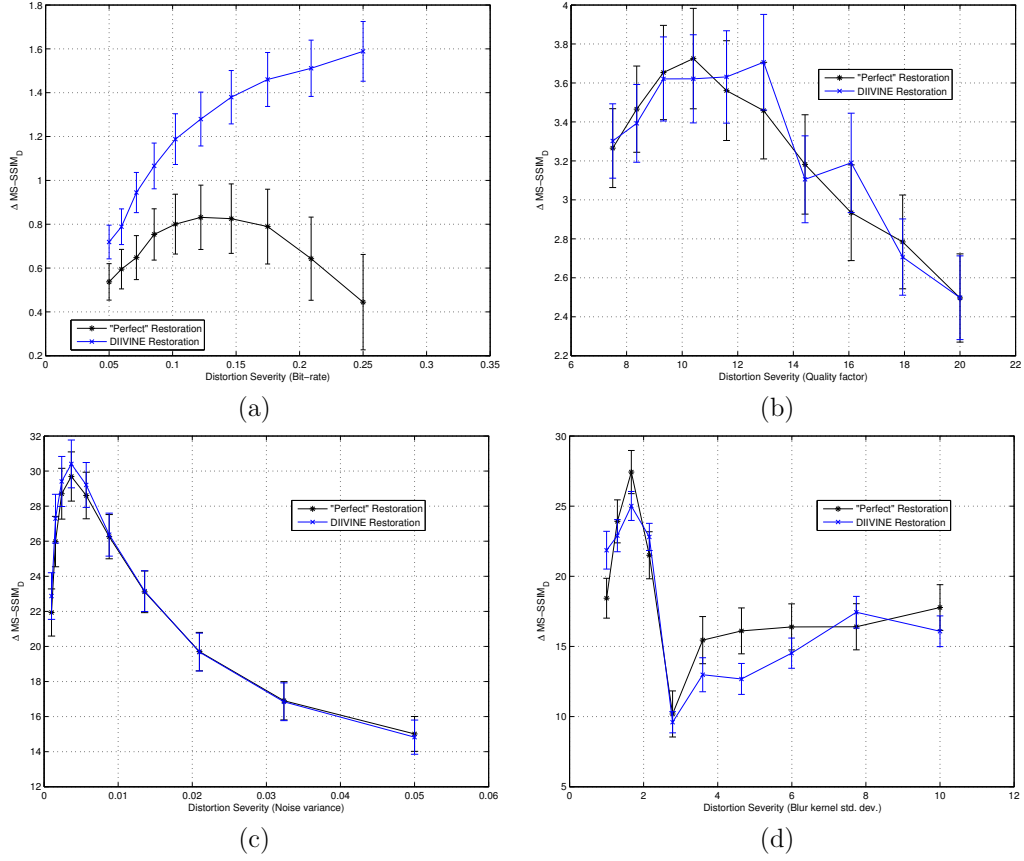 1.8
1.6
1.4
1.2
1
0.8
0.6
0.4
0.2
Δ MS−SSIM_D
"Perfect" Restoration
DIIVINE Restoration
0 0.05 0.1 0.15 0.2 0.25 0.3 0.35
Distortion Severity (Bit−rate)
(a)
4
3.8
3.6
3.4
3.2
3
2.8
2.6
2.4
2.2
Δ MS−SSIM_D
"Perfect" Restoration
DIIVINE Restoration
6 8 10 12 14 16 18 20 22
Distortion Severity (Quality factor)
(b)
32
30
28
26
24
22
20
18
16
14
12
Δ MS−SSIM_D
"Perfect" Restoration
DIIVINE Restoration
0 0.01 0.02 0.03 0.04 0.05 0.06
Distortion Severity (Noise variance)
(c)
30
25
20
15
10
5
Δ MS−SSIM_D
"Perfect" Restoration
DIIVINE Restoration
0 2 4 6 8 10 12
Distortion Severity (Blur kernel std. dev.)
(d)